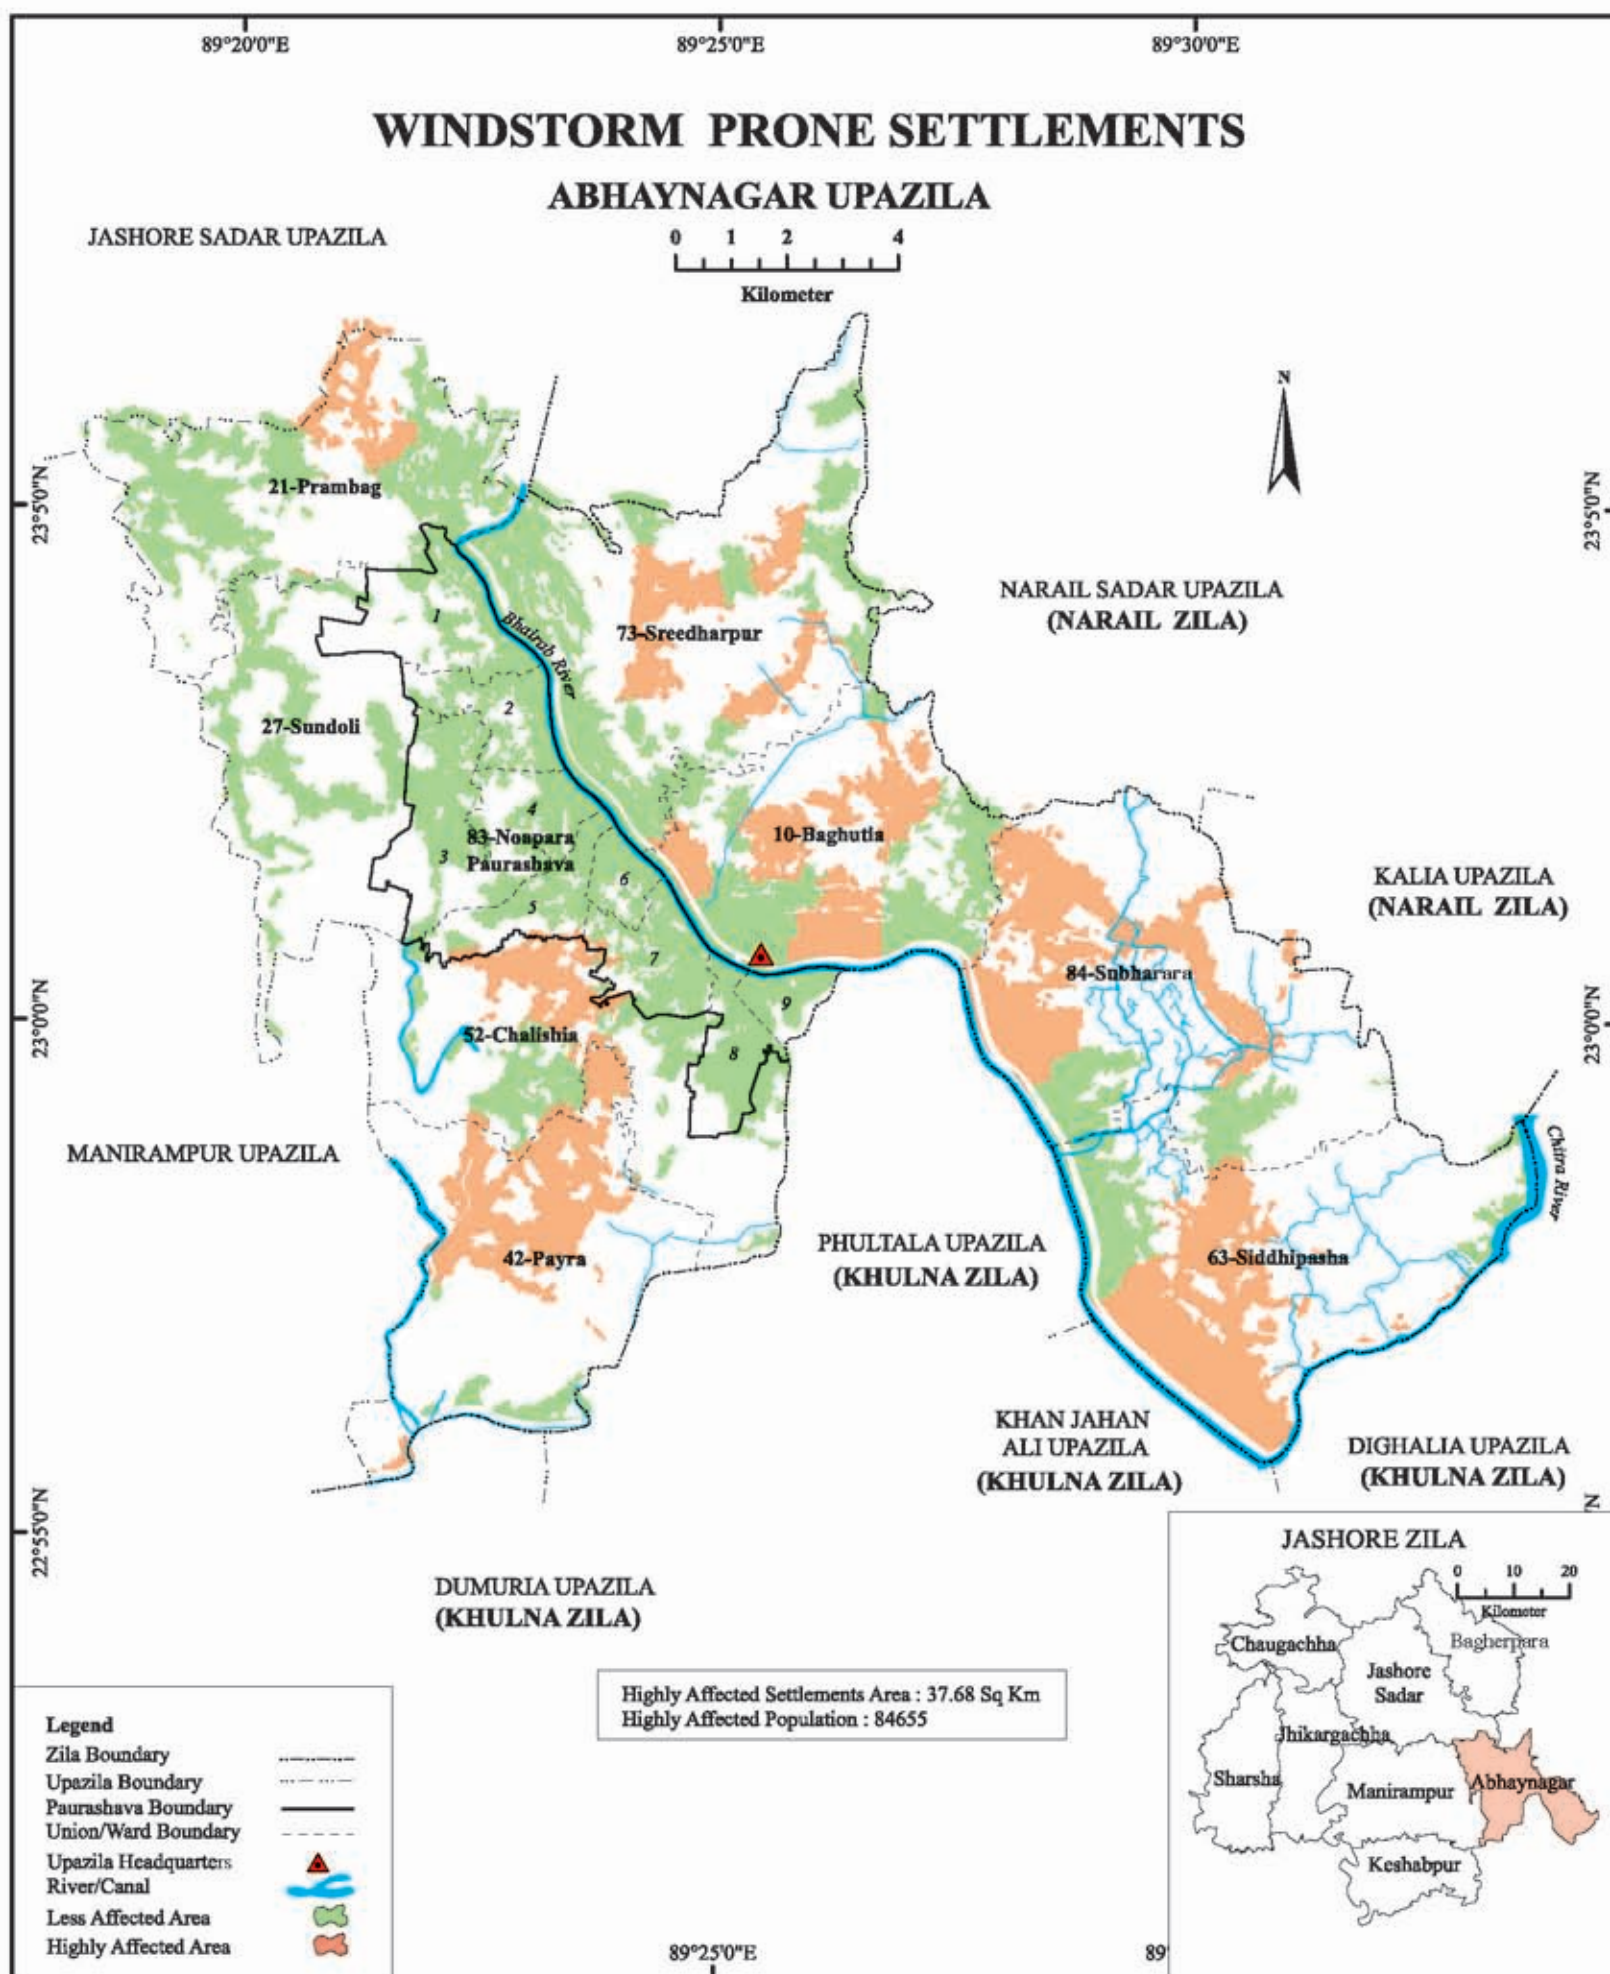 89°20'0"E
89°25'0"E
89°30'0"E
WINDSTORM PRONE SETTLEMENTS
ABHAYNAGAR UPAZILA
JASHORE SADAR UPAZILA
0 1 2 4
Kilometer
N
23°5'0"N
23°5'0"N
21-Prambag
NARAIL SADAR UPAZILA
(NARAIL ZILA)
1
Bhairub River
73-Sreedharpur
2
27-Sundoli
4
83-Noapara
Paurashava
3
10-Baghutia
6
5
KALIA UPAZILA
(NARAIL ZILA)
7
84-Subharara
9
23°0'0"N
23°0'0"N
52-Chalishia
8
MANIRAMPUR UPAZILA
Chitra River
42-Payra
PHULTALA UPAZILA
(KHULNA ZILA)
63-Siddhipasha
KHAN JAHAN
ALI UPAZILA
(KHULNA ZILA)
DIGHALIA UPAZILA
(KHULNA ZILA)
22°55'0"N
N
DUMURIA UPAZILA
(KHULNA ZILA)
JASHORE ZILA
0 10 20
Kilometer
Chaugachha
Bagherpara
Jashore
Sadar
Jhikargachha
Sharsha
Manirampur
Abhaynagar
Keshabpur
Highly Affected Settlements Area : 37.68 Sq Km
Highly Affected Population : 84655
Legend
Zila Boundary
Upazila Boundary
Paurashava Boundary
Union/Ward Boundary
Upazila Headquarters
River/Canal
Less Affected Area
Highly Affected Area
89°25'0"E
89°